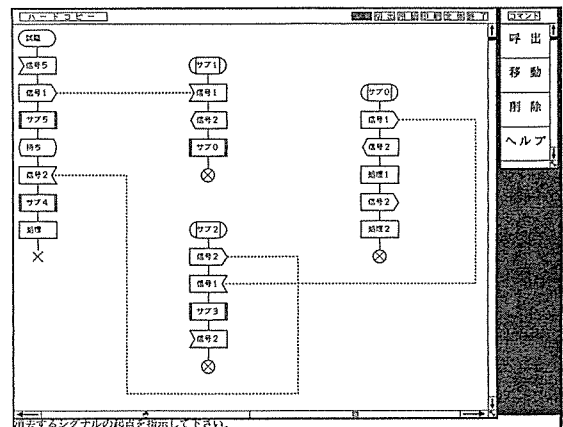 ハードコピー
コマンド
呼 出
移 動
削 除
ヘルプ
試験
信号5
信号1
サブ5
待5
信号2
サブ4
処理
サブ1
信号1
信号2
サブ0
サブ2
信号2
信号1
サブ3
信号2
サブ0
信号1
信号2
処理1
信号2
処理2
消去するシグナルの起点を指示して下さい.